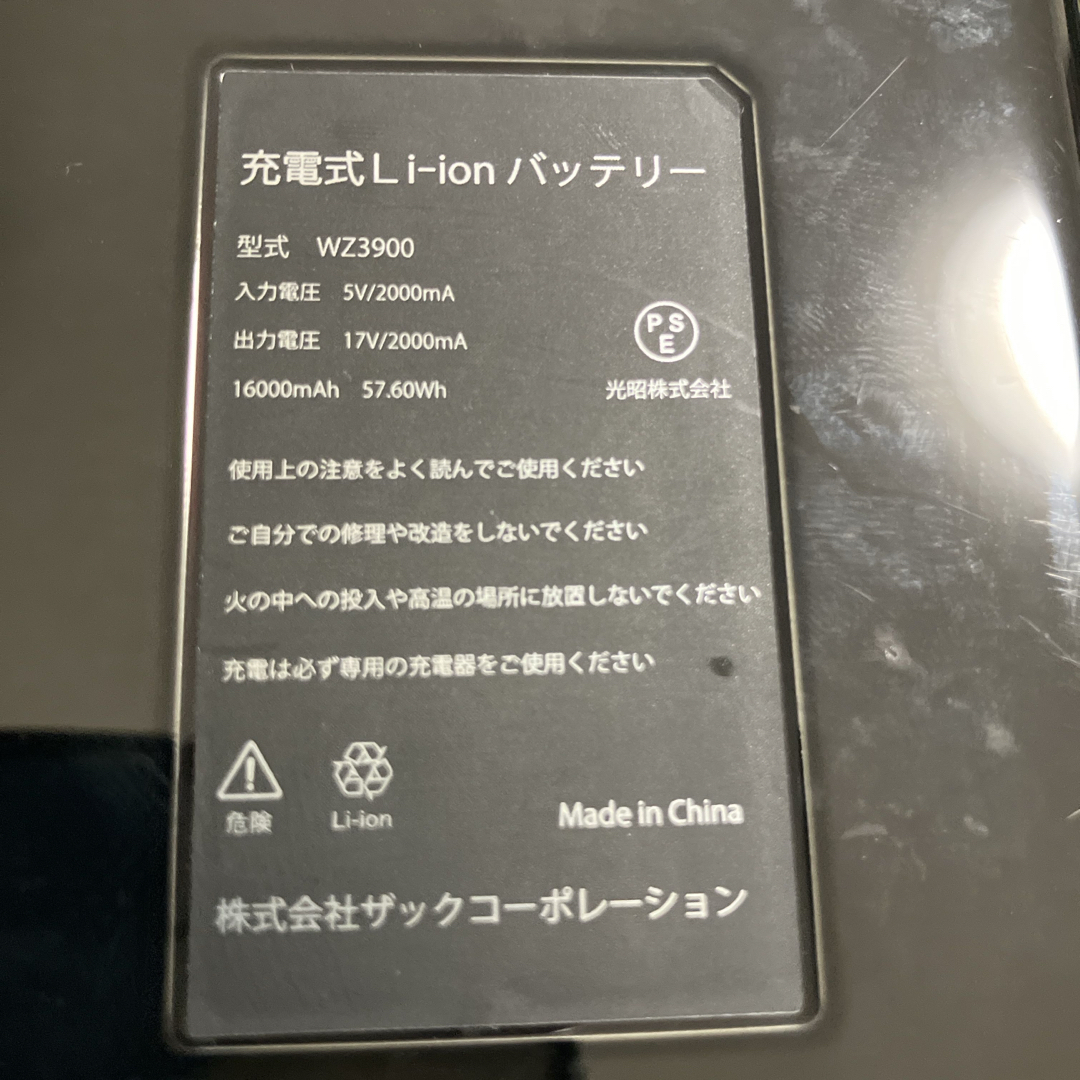 充電式Li-ion バッテリー
型式 WZ3900
入力電圧 5V/2000mA
出力電圧 17V/2000mA
PSE
16000mAh 57.60Wh
光昭株式会社
使用上の注意をよく読んでご使用ください
ご自分での修理や改造をしないでください
火の中への投入や高温の場所に放置しないでください
充電は必ず専用の充電器をご使用ください
危険
Li-ion
Made in China
株式会社ザックコーポレーション